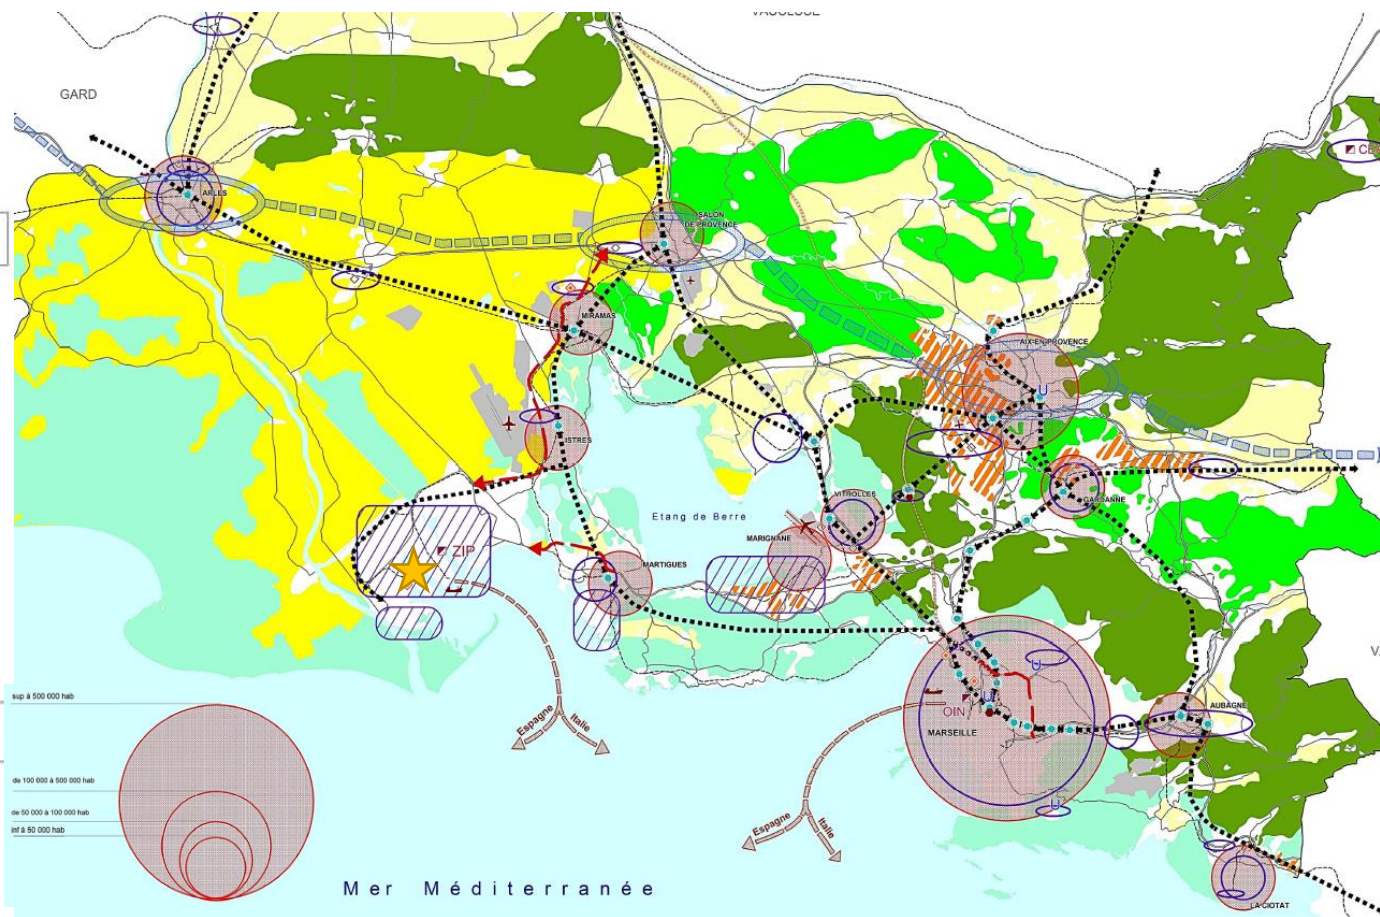 VAUCLUSE
GARD
CEA
ARLES
SALON
DE PROVENCE
MIRAMAS
AIX-EN-PROVENCE
U
ISTRES
VITROLLES
GARDANNE
Etang de Berre
MARIGNANE
ZIP
MARTIGUES
U
U
OIN
MARSEILLE
AUBAGNE
U
Espagne
Italie
Espagne
Italie
LA CIOTAT
sup à 500 000 hab
de 100 000 à 500 000 hab
de 50 000 à 100 000 hab
inf à 50 000 hab
Mer Méditerranée